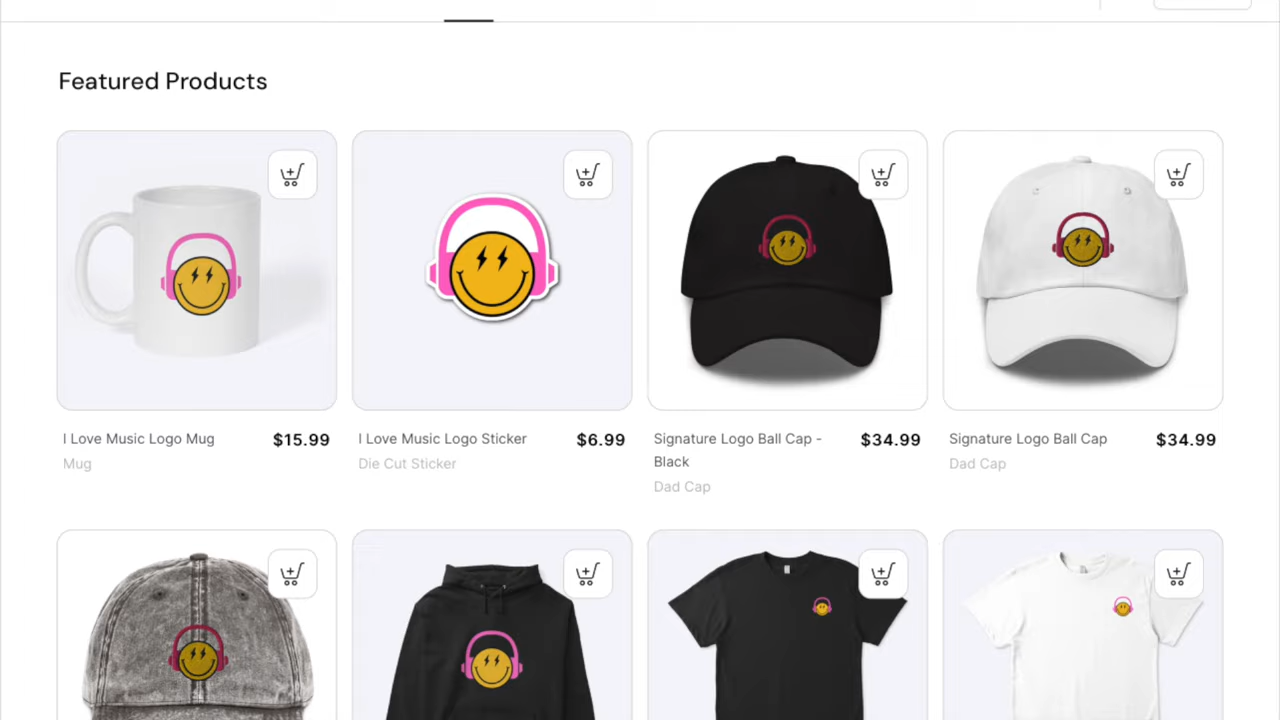 Featured Products
I Love Music Logo Mug
$15.99
Mug
I Love Music Logo Sticker
$6.99
Die Cut Sticker
Signature Logo Ball Cap -
Black
$34.99
Dad Cap
Signature Logo Ball Cap
$34.99
Dad Cap